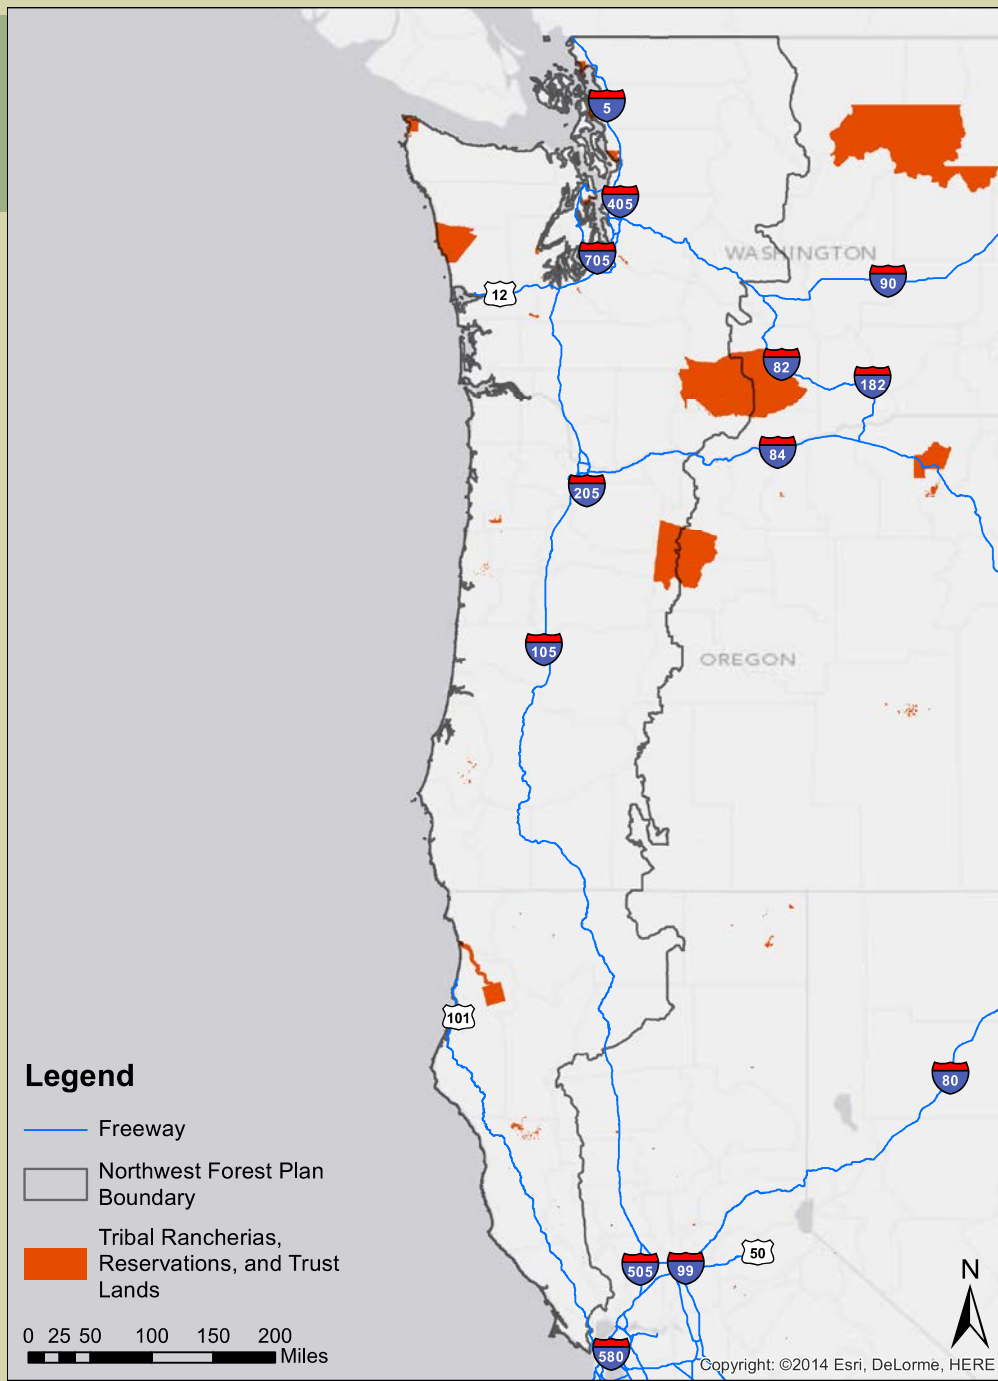 5
405
WASHINGTON
705
90
12
82
182
84
205
105
OREGON
101
80
Legend
Freeway
Northwest Forest Plan
Boundary
Tribal Rancherias,
Reservations, and Trust
Lands
50
505
99
N
0 25 50 100 150 200
Miles
580
Copyright: ©2014 Esri, DeLorme, HERE